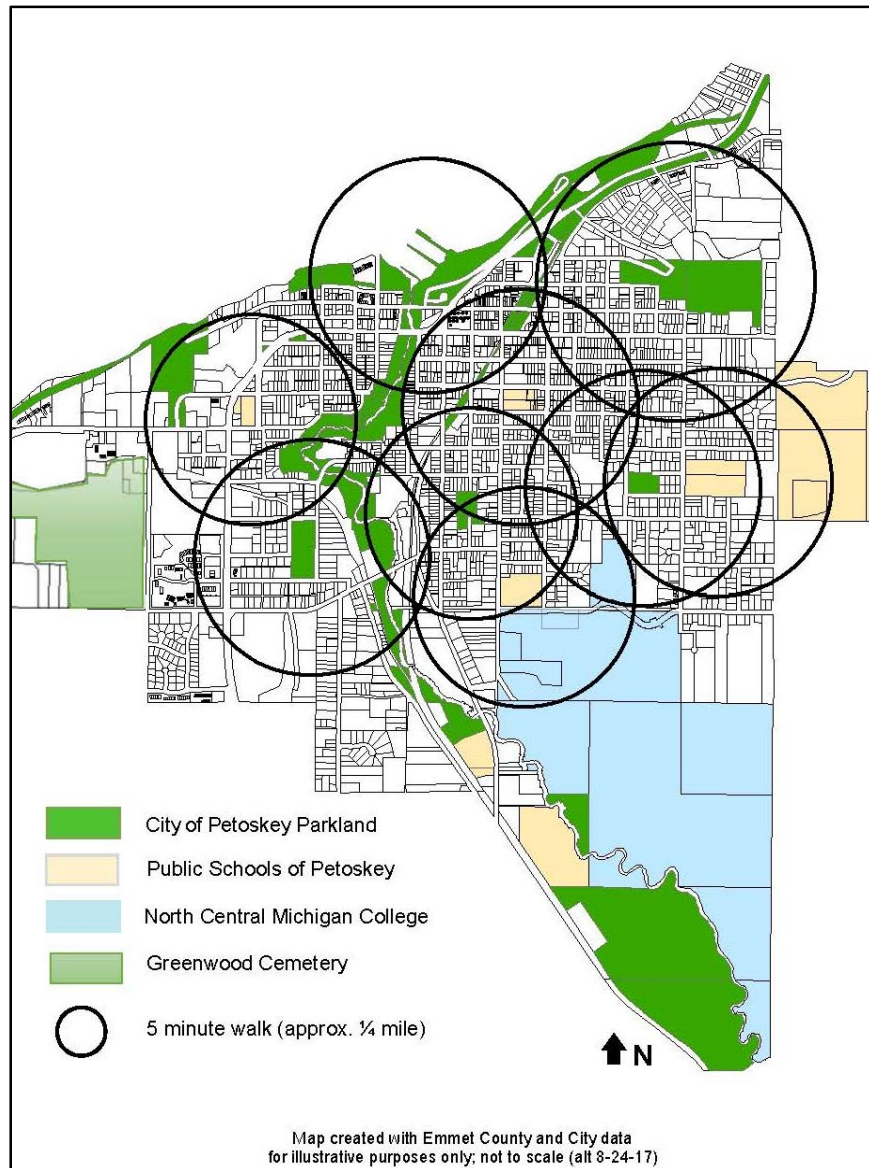 City of Petoskey Parkland
Public Schools of Petoskey
North Central Michigan College
Greenwood Cemetery
5 minute walk (approx. ¼ mile)
N
Map created with Emmet County and City data
for illustrative purposes only; not to scale (alt 8-24-17)